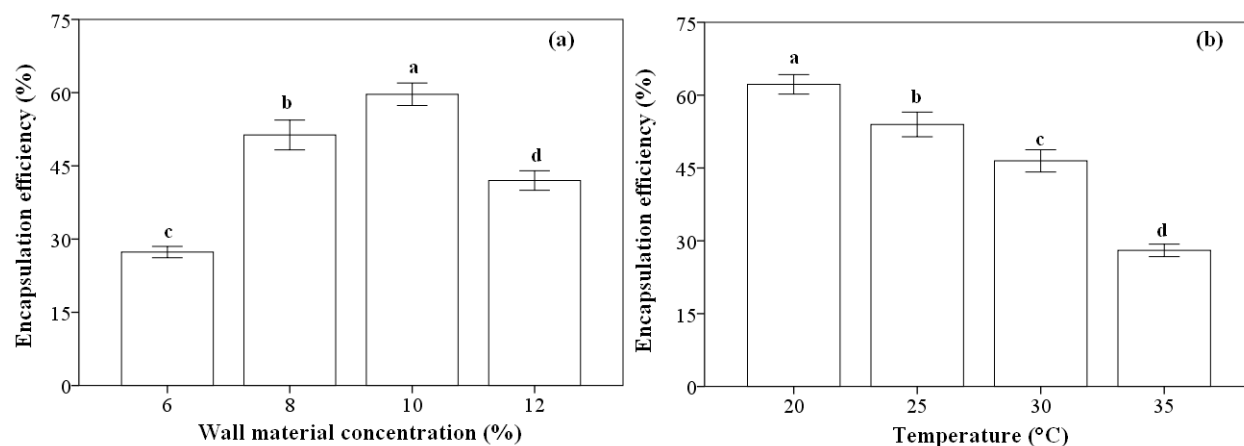 (a)
Encapsulation efficiency (%)
75
60
45
30
15
0
c
b
a
d
6
8
10
12
Wall material concentration (%)
(b)
Encapsulation efficiency (%)
75
60
45
30
15
0
a
b
c
d
20
25
30
35
Temperature (°C)